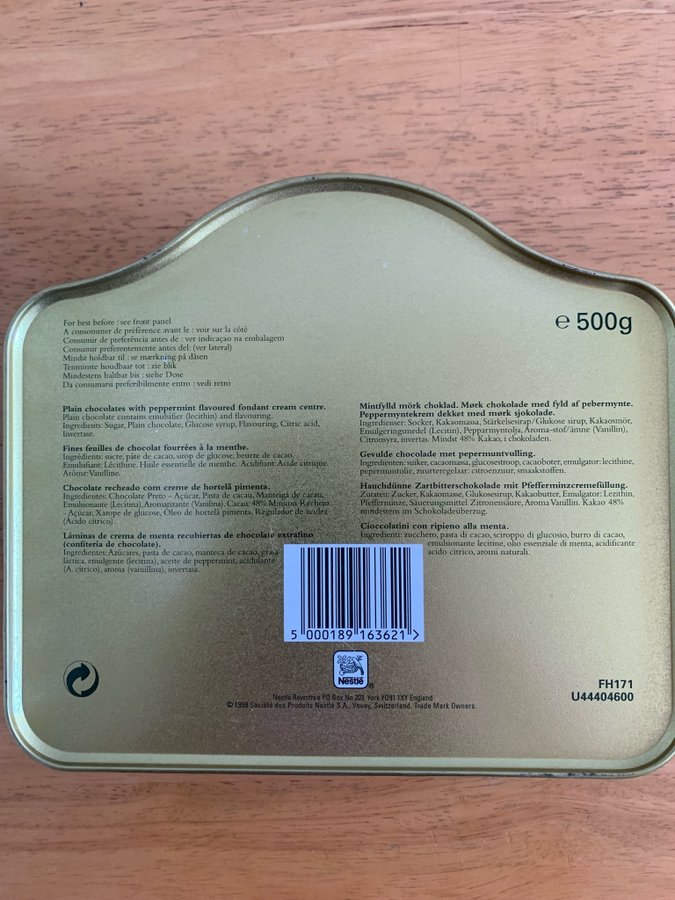 For best before : see front panel
A consommer de préférence avant le : voir sur la côté
Consumir de preferência antes de : ver indicaçao na embalagem
Consumir preferentemente antes del: (ver lateral)
Mindst holdbar til : se mærkning på dåsen
Tenminste houdbaar tot : zie blik
Mindestens haltbar bis : siehe Dose
Da consumarsi preferibilmente entro : vedi retro
e 500g
Plain chocolates with peppermint flavoured fondant cream centre.
Plain chocolate contains emulsifier (lecithin) and flavouring.
Ingredients: Sugar, Plain chocolate, Glucose syrup, Flavouring, Citric acid,
Invertase.
Fines feuilles de chocolat fourrées à la menthe.
Ingrédients: sucre, pâte de cacao, sirop de glucose, beurre de cacao.
Emulsifiant: Lécithine. Huile essentielle de menthe. Acidifiant: Acide citrique.
Arôme: Vanilline.
Chocolate recheado com creme de hortelã pimenta.
Ingredientes: Chocolate Preto - Açúcar, Pasta de cacau, Manteiga de cacau,
Emulsionante (Lecitina), Aromatizante (Vanilina). Cacau: 48% Mínimo. Recheio
- Açúcar, Xarope de glucose, Óleo de hortelã pimenta, Regulador de acidez
(Ácido cítrico).
Láminas de crema de menta recubiertas de chocolate extrafino
(confitería de chocolate).
Ingredientes: Azúcares, pasta de cacao, manteca de cacao, grasa
láctica, emulgente (lecitina), aceite de peppermint, acidulante
(A. cítrico), aroma (vainillina), invertasa.
Mintfylld mörk choklad. Mørk chokolade med fyld af pebermynte.
Peppermyntekrem dekket med mørk sjokolade.
Ingredienser: Socker, Kakaomassa, Stärkelsesirap/Glukose sirup, Kakaosmör,
Emulgeringsmedel (Lecitin), Pepparmyntolja, Aroma-stof/ämne (Vanillin),
Citronsyra, invertas. Mindst 48% Kakao, i chokoladen.
Gevulde chocolade met pepermuntvulling.
Ingrediënten: suiker, cacaomassa, glucosestroop, cacaoboter, emulgator: lecithine,
pepermuntolie, zuurteregelaar: citroenzuur, smaakstoffen.
Hauchdünne Zartbitterschokolade mit Pfefferminzcremefüllung.
Zutaten: Zucker, Kakaomasse, Glukosesirup, Kakaobutter, Emulgator: Lezithin,
Pfefferminze, Säuerungsmittel Zitronensäure, Aroma Vanillin. Kakao 48%
mindestens im Schokoladeüberzug.
Cioccolatini con ripieno alla menta.
Ingredienti: zucchero, pasta di cacao, sciroppo di glucosio, burro di cacao,
emulsionante lecitine, olio essenziale di menta, acidificante
acido citrico, aromi naturali.
5 000189 163621 >
Nestlé ®
Nestlé Rowntree PO Box No 203, York YO91 1XY England
© 1998 Société des Produits Nestlé S.A., Vevey, Switzerland. Trade Mark Owners.
FH171
U44404600